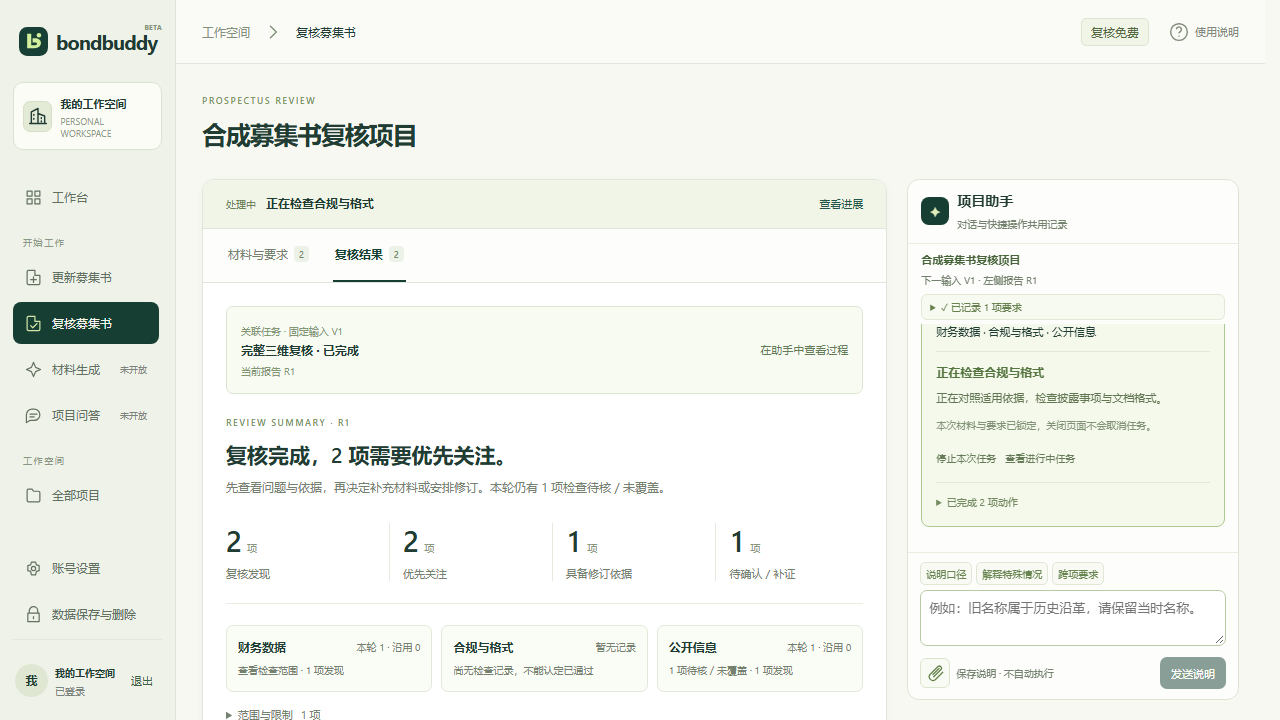 bondbuddy
BETA
我的工作空间
PERSONAL
WORKSPACE
工作台
开始工作
更新募集书
复核募集书
材料生成
未开放
项目问答
未开放
工作空间
全部项目
账号设置
数据保存与删除
我
我的工作空间
已登录
退出
工作空间
复核募集书
复核免费
? 使用说明
PROSPECTUS REVIEW
合成募集书复核项目
处理中 正在检查合规与格式
查看进展
材料与要求 2
复核结果 2
关联任务 · 固定输入 V1
完整三维复核 · 已完成
当前报告 R1
在助手中查看过程
REVIEW SUMMARY · R1
复核完成，2 项需要优先关注。
先查看问题与依据，再决定补充材料或安排修订。本轮仍有 1 项检查待核 / 未覆盖。
2 项
复核发现
2 项
优先关注
1 项
具备修订依据
1 项
待确认 / 补证
财务数据 本轮 1 · 沿用 0
查看检查范围 · 1 项发现
合规与格式 暂无记录
尚无检查记录，不能认定已通过
公开信息 本轮 1 · 沿用 0
1 项待核 / 未覆盖 · 1 项发现
▶ 范围与限制 1 项
项目助手
对话与快捷操作共用记录
合成募集书复核项目
下一输入 V1 · 左侧报告 R1
▶ ✓ 已记录 1 项要求
财务数据 · 合规与格式 · 公开信息
正在检查合规与格式
正在对照适用依据，检查披露事项与文档格式。
本次材料与要求已锁定，关闭页面不会取消任务。
停止本次任务 查看进行中任务
▶ 已完成 2 项动作
说明口径
解释特殊情况
跨项要求
例如：旧名称属于历史沿革，请保留当时名称。
保存说明 · 不自动执行
发送说明